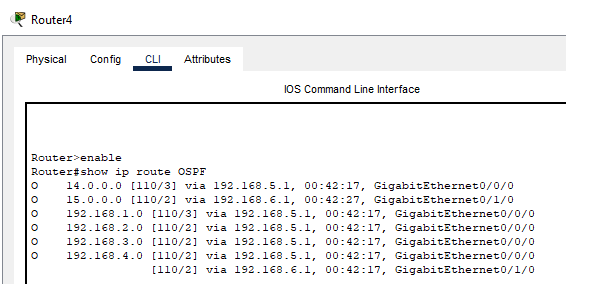 Router4
Physical Config CLI Attributes
IOS Command Line Interface
Router>enable
Router#show ip route OSPF
O 14.0.0.0 [110/3] via 192.168.5.1, 00:42:17, GigabitEthernet0/0/0
O 15.0.0.0 [110/2] via 192.168.6.1, 00:42:27, GigabitEthernet0/1/0
O 192.168.1.0 [110/3] via 192.168.5.1, 00:42:17, GigabitEthernet0/0/0
O 192.168.2.0 [110/2] via 192.168.5.1, 00:42:17, GigabitEthernet0/0/0
O 192.168.3.0 [110/2] via 192.168.5.1, 00:42:17, GigabitEthernet0/0/0
O 192.168.4.0 [110/2] via 192.168.5.1, 00:42:17, GigabitEthernet0/0/0
[110/2] via 192.168.6.1, 00:42:17, GigabitEthernet0/1/0